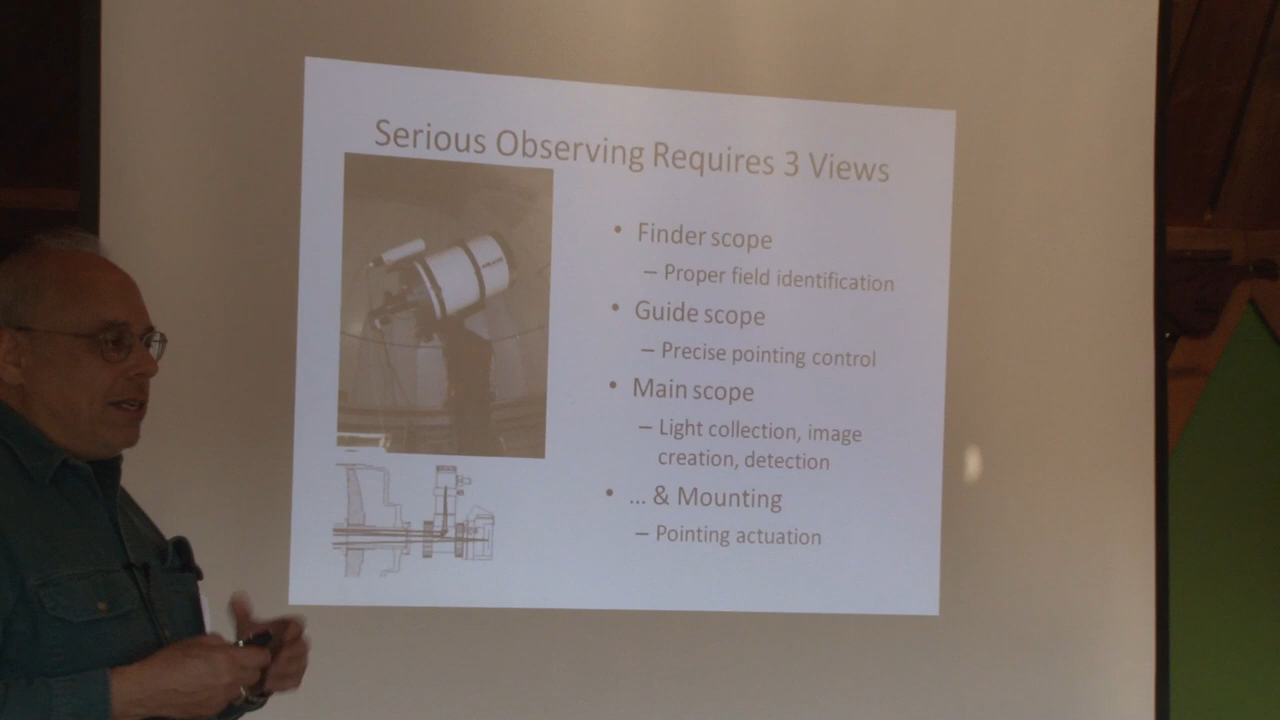 Serious Observing Requires 3 Views
• Finder scope
– Proper field identification
• Guide scope
– Precise pointing control
• Main scope
– Light collection, image
creation, detection
• ... & Mounting
– Pointing actuation